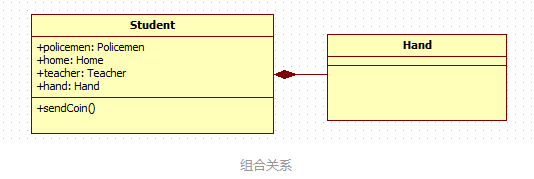 Student
+policemen: Policemen
+home: Home
+teacher: Teacher
+hand: Hand
+sendCoin()
Hand
组合关系